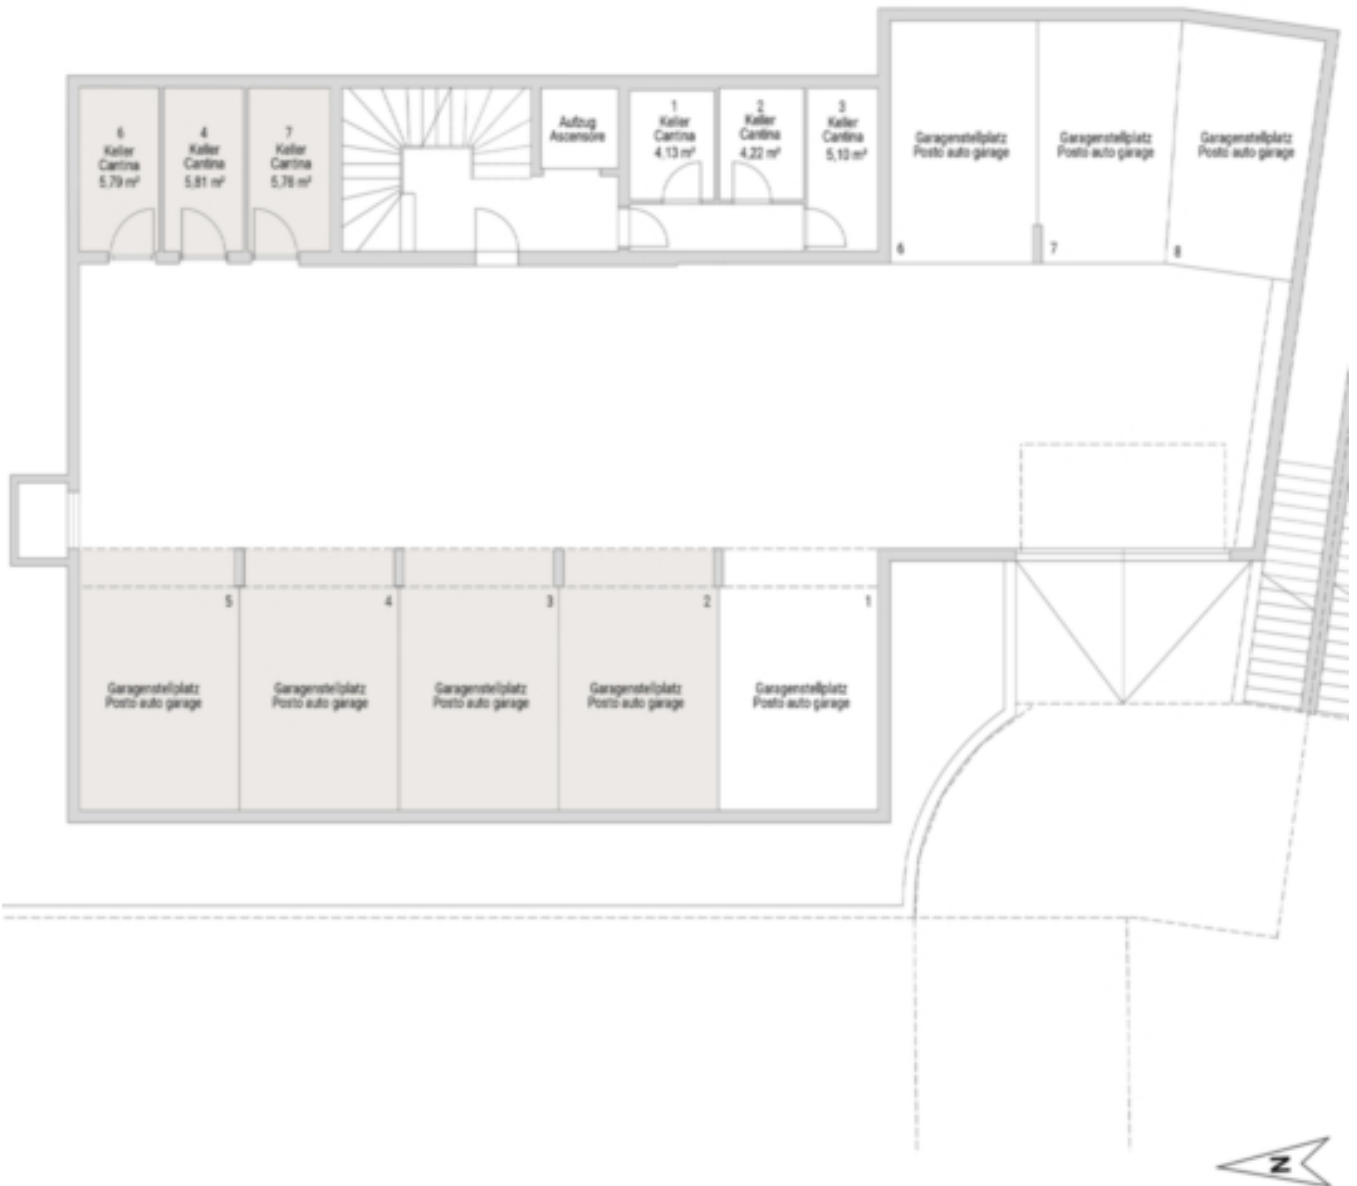 6
Keller
Cantina
5,79 m²
4
Keller
Cantina
5,81 m²
7
Keller
Cantina
5,76 m²
Aufzug
Ascensore
1
Keller
Cantina
4,13 m²
2
Keller
Cantina
4,22 m²
3
Keller
Cantina
5,10 m²
Garagenstellplatz
Posto auto garage
6
Garagenstellplatz
Posto auto garage
7
Garagenstellplatz
Posto auto garage
8
5
Garagenstellplatz
Posto auto garage
4
Garagenstellplatz
Posto auto garage
3
Garagenstellplatz
Posto auto garage
2
Garagenstellplatz
Posto auto garage
1
Garagenstellplatz
Posto auto garage
N